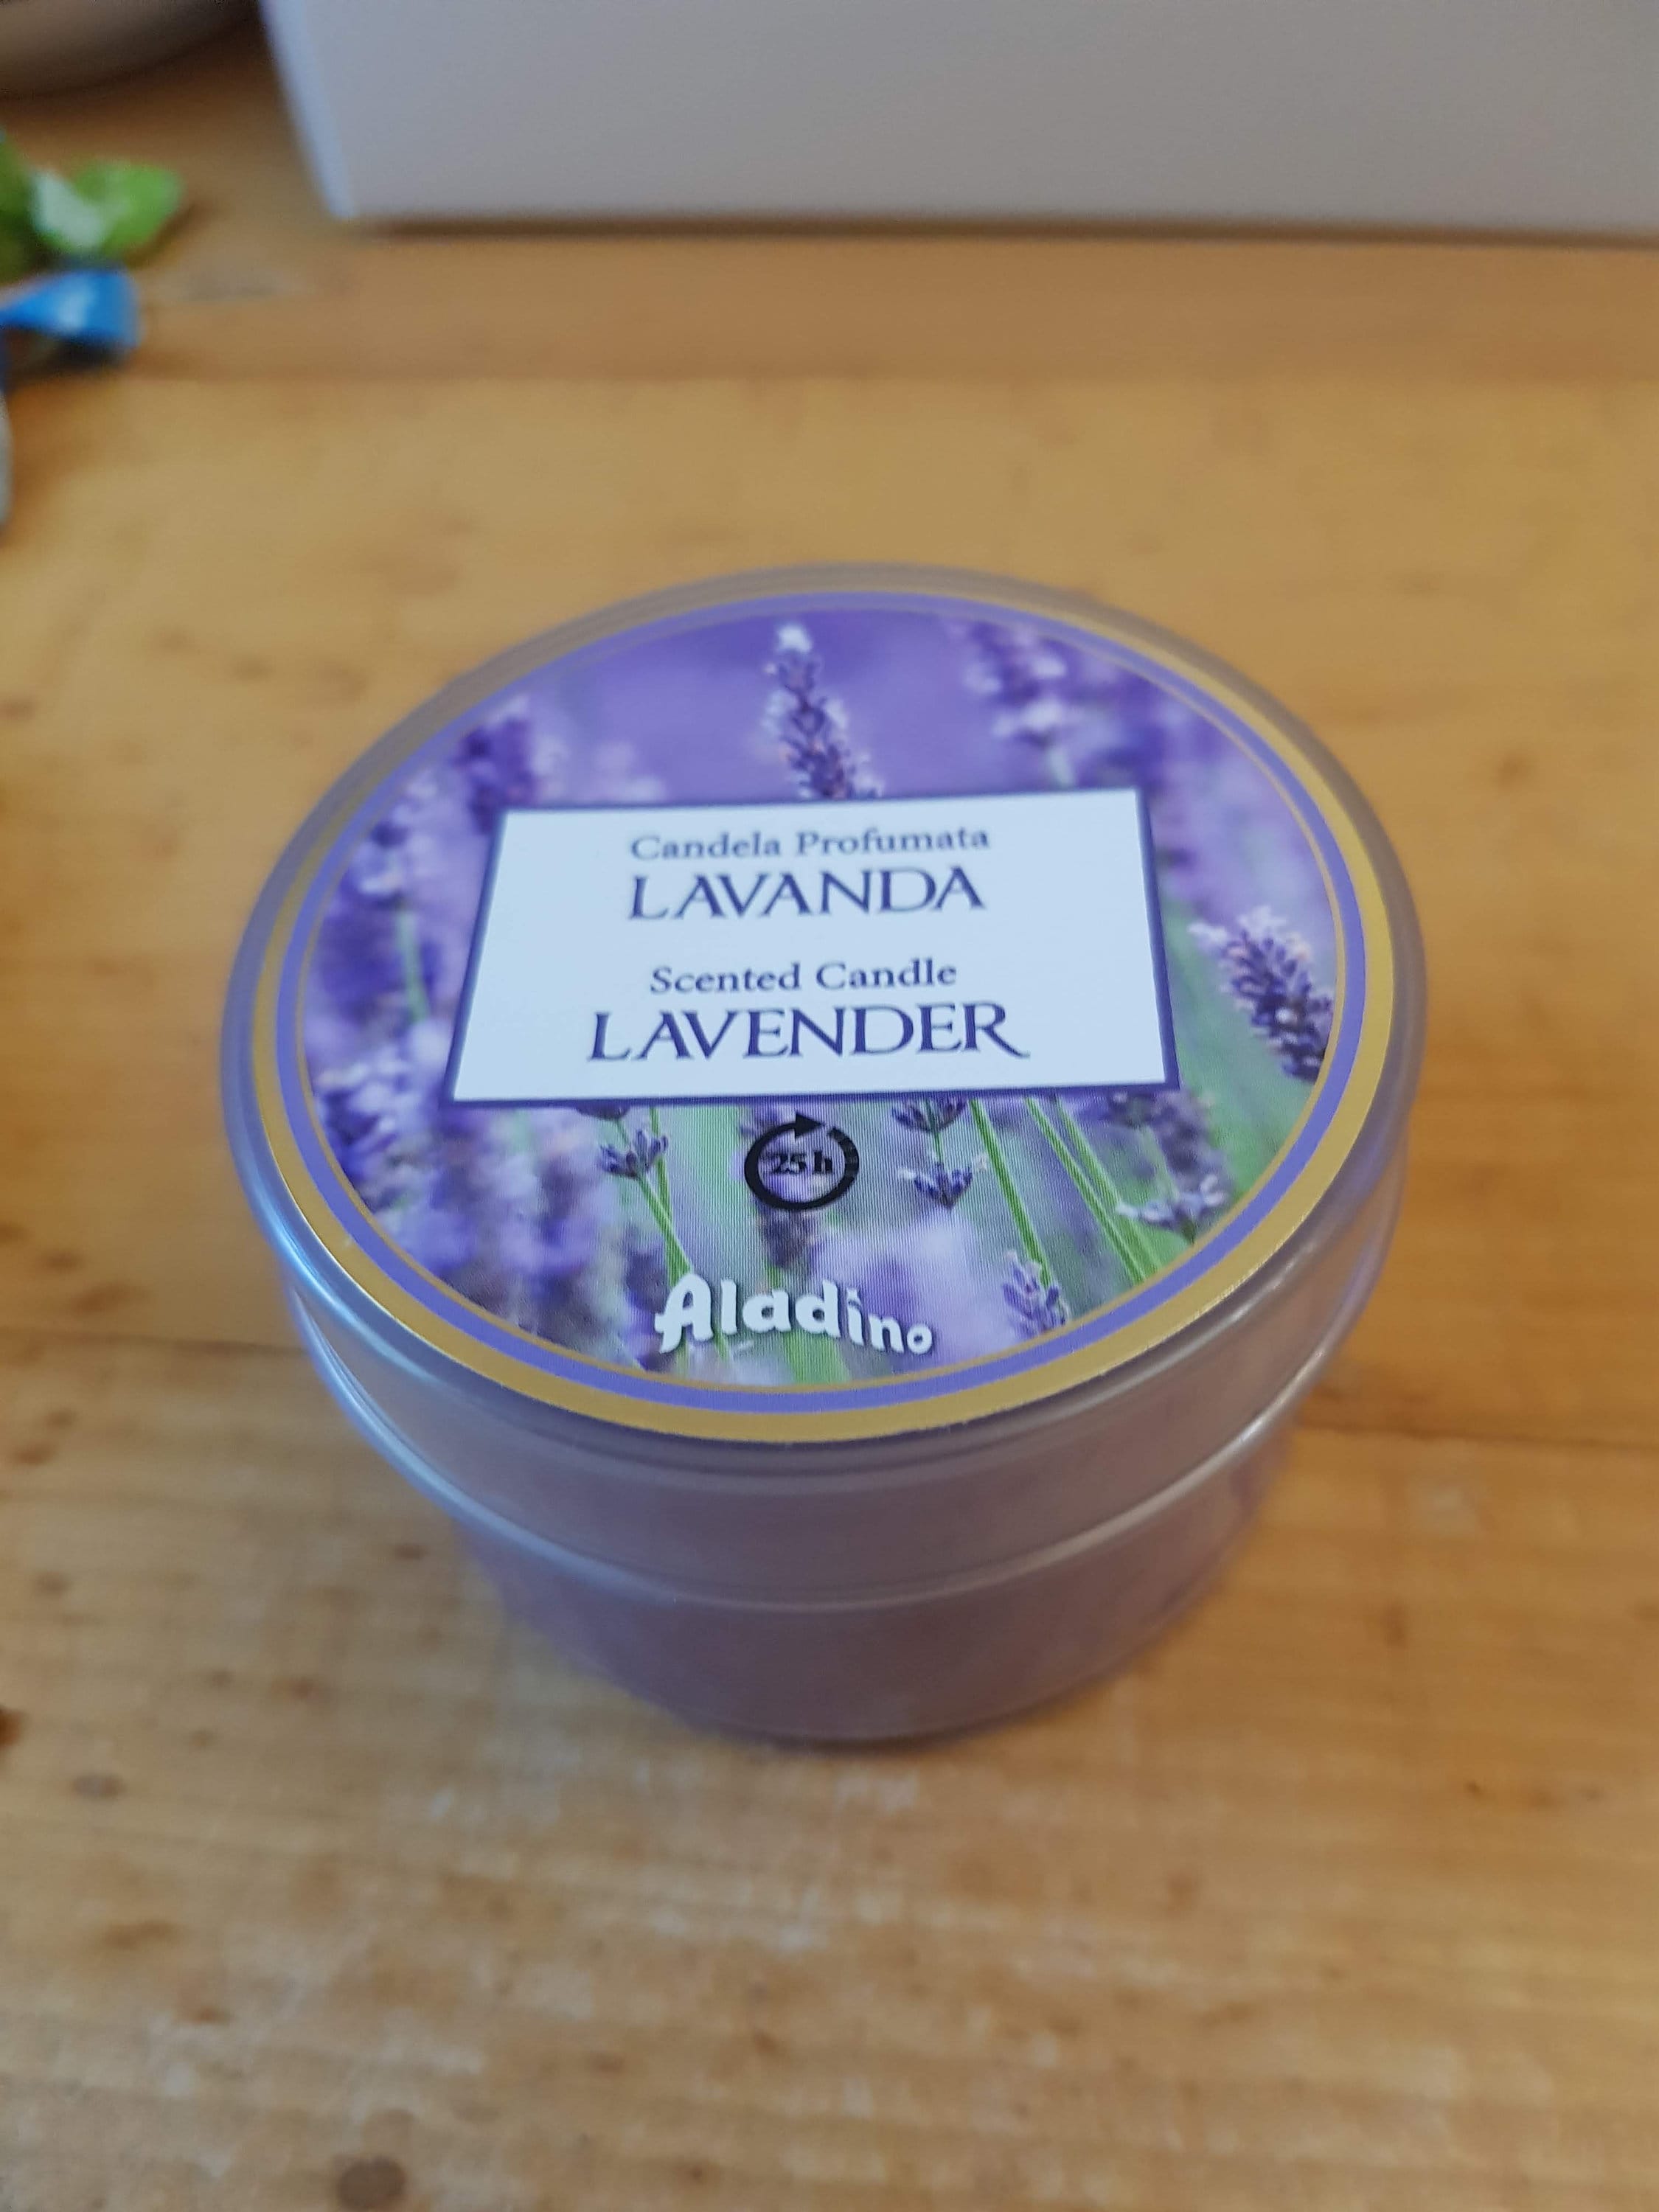 Candela Profumata
LAVANDA
Scented Candle
LAVENDER
25 h
Aladino